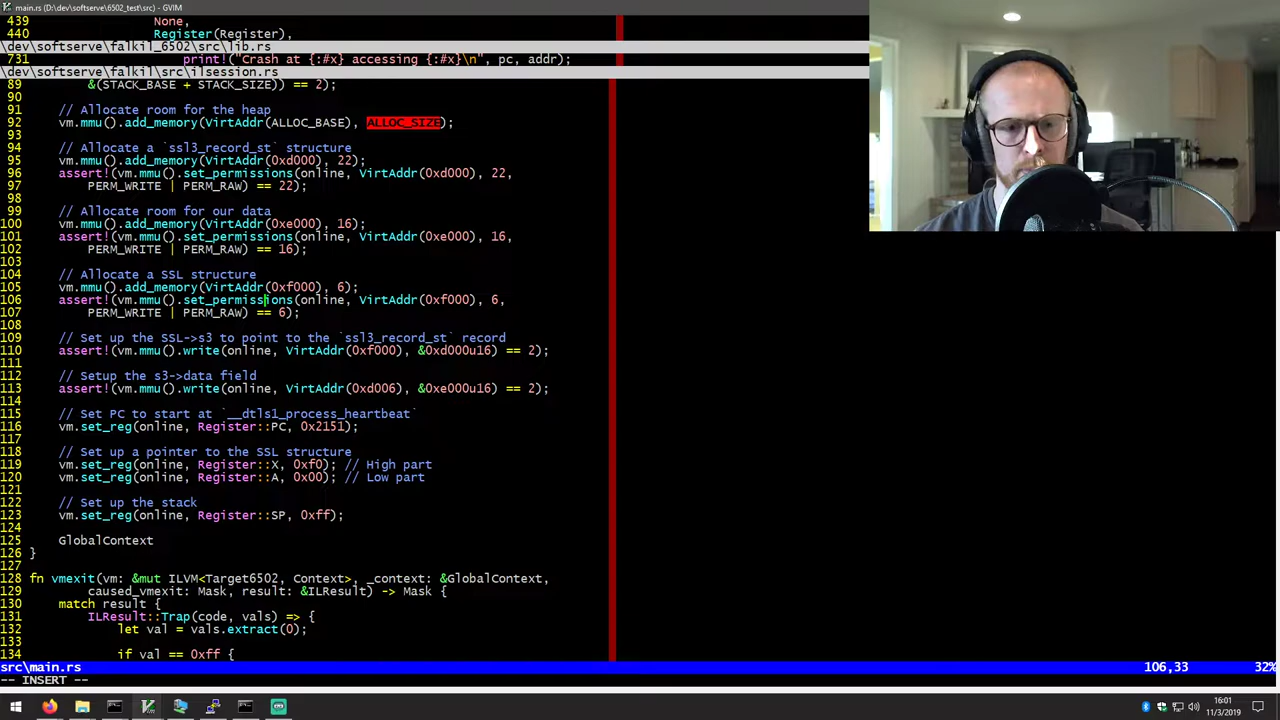 main.rs (D:\dev\softserve\6502_test\src) - GVIM
439                 None,
440                 Register(Register),
\dev\softserve\falkil_6502\src\lib.rs
731                     print!("Crash at {:#x} accessing {:#x}\n", pc, addr);
\dev\softserve\falkil\src\ilsession.rs
89         &(STACK_BASE + STACK_SIZE)) == 2);
90
91     // Allocate room for the heap
92     vm.mmu().add_memory(VirtAddr(ALLOC_BASE), ALLOC_SIZE);
93
94     // Allocate a `ssl3_record_st` structure
95     vm.mmu().add_memory(VirtAddr(0xd000), 22);
96     assert!(vm.mmu().set_permissions(online, VirtAddr(0xd000), 22,
97         PERM_WRITE | PERM_RAW) == 22);
98
99     // Allocate room for our data
100     vm.mmu().add_memory(VirtAddr(0xe000), 16);
101     assert!(vm.mmu().set_permissions(online, VirtAddr(0xe000), 16,
102         PERM_WRITE | PERM_RAW) == 16);
103
104     // Allocate a SSL structure
105     vm.mmu().add_memory(VirtAddr(0xf000), 6);
106     assert!(vm.mmu().set_permissions(online, VirtAddr(0xf000), 6,
107         PERM_WRITE | PERM_RAW) == 6);
108
109     // Set up the SSL->s3 to point to the `ssl3_record_st` record
110     assert!(vm.mmu().write(online, VirtAddr(0xf000), &0xd000u16) == 2);
111
112     // Setup the s3->data field
113     assert!(vm.mmu().write(online, VirtAddr(0xd006), &0xe000u16) == 2);
114
115     // Set PC to start at `__dtls1_process_heartbeat`
116     vm.set_reg(online, Register::PC, 0x2151);
117
118     // Set up a pointer to the SSL structure
119     vm.set_reg(online, Register::X, 0xf0); // High part
120     vm.set_reg(online, Register::A, 0x00); // Low part
121
122     // Set up the stack
123     vm.set_reg(online, Register::SP, 0xff);
124
125     GlobalContext
126 }
127
128 fn vmexit(vm: &mut ILVM<Target6502, Context>, _context: &GlobalContext,
129         caused_vmexit: Mask, result: &ILResult) -> Mask {
130     match result {
131         ILResult::Trap(code, vals) => {
132             let val = vals.extract(0);
133
134             if val == 0xff {
src\main.rs 106,33 32%
-- INSERT --
16:01
11/3/2019